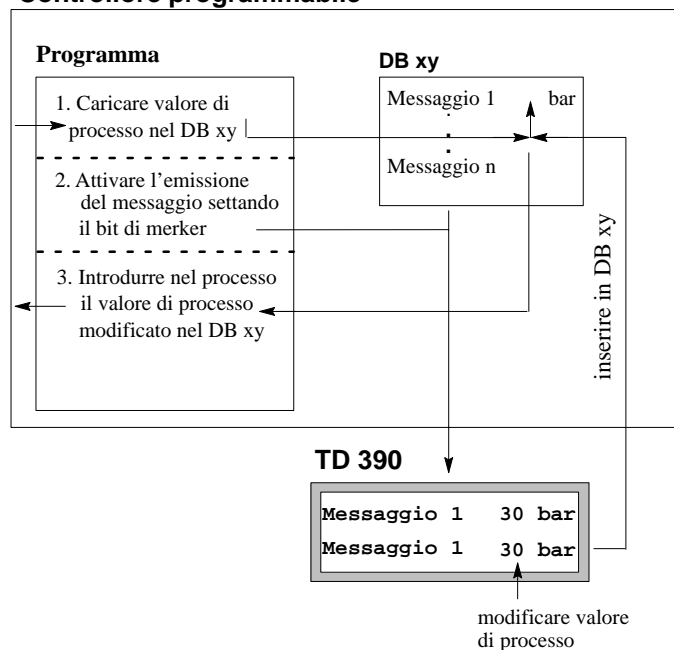 Controllore programmabile
Programma
1. Caricare valore di
processo nel DB xy
2. Attivare l'emissione
del messaggio settando
il bit di merker
3. Introdurre nel processo
il valore di processo
modificato nel DB xy
DB xy
Messaggio 1 bar
Messaggio n
inserire in DB xy
TD 390
Messaggio 1 30 bar
Messaggio 1 30 bar
modificare valore
di processo